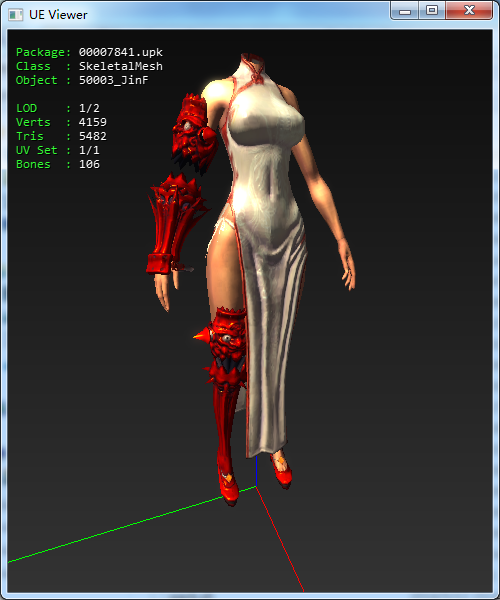 UE Viewer
Package: 00007841.upk
Class : SkeletalMesh
Object : 50003_JinF
LOD : 1/2
Verts : 4159
Tris : 5482
UV Set : 1/1
Bones : 106